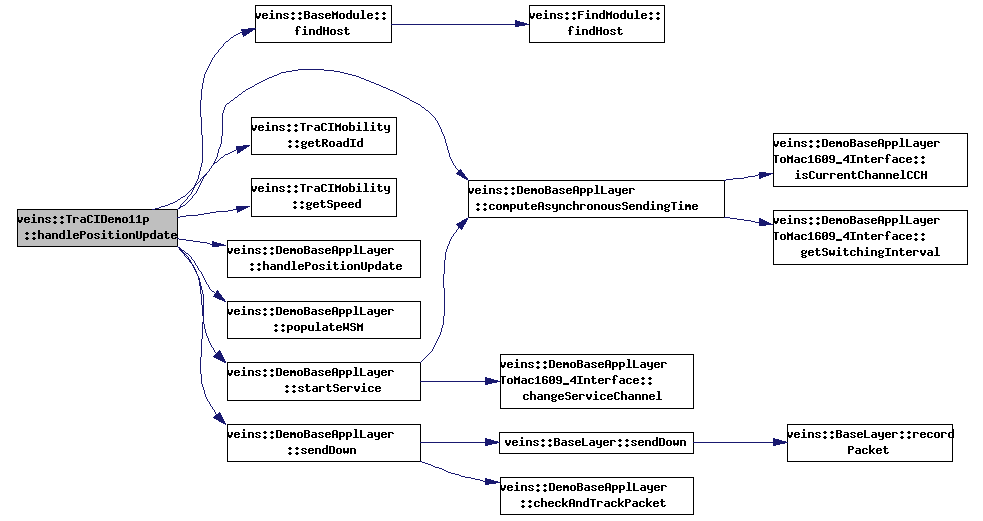 veins::BaseModule::
findHost
veins::FindModule::
findHost
veins::TraCIMobility
::getRoadId
veins::DemoBaseApplLayer
ToMac1609_4Interface::
isCurrentChannelCCH
veins::TraCIMobility
::getSpeed
veins::DemoBaseApplLayer
::computeAsynchronousSendingTime
veins::TraCIDemo11p
::handlePositionUpdate
veins::DemoBaseApplLayer
ToMac1609_4Interface::
getSwitchingInterval
veins::DemoBaseApplLayer
::handlePositionUpdate
veins::DemoBaseApplLayer
::populateWSM
veins::DemoBaseApplLayer
::startService
veins::DemoBaseApplLayer
ToMac1609_4Interface::
changeServiceChannel
veins::DemoBaseApplLayer
::sendDown
veins::BaseLayer::sendDown
veins::BaseLayer::record
Packet
veins::DemoBaseApplLayer
::checkAndTrackPacket